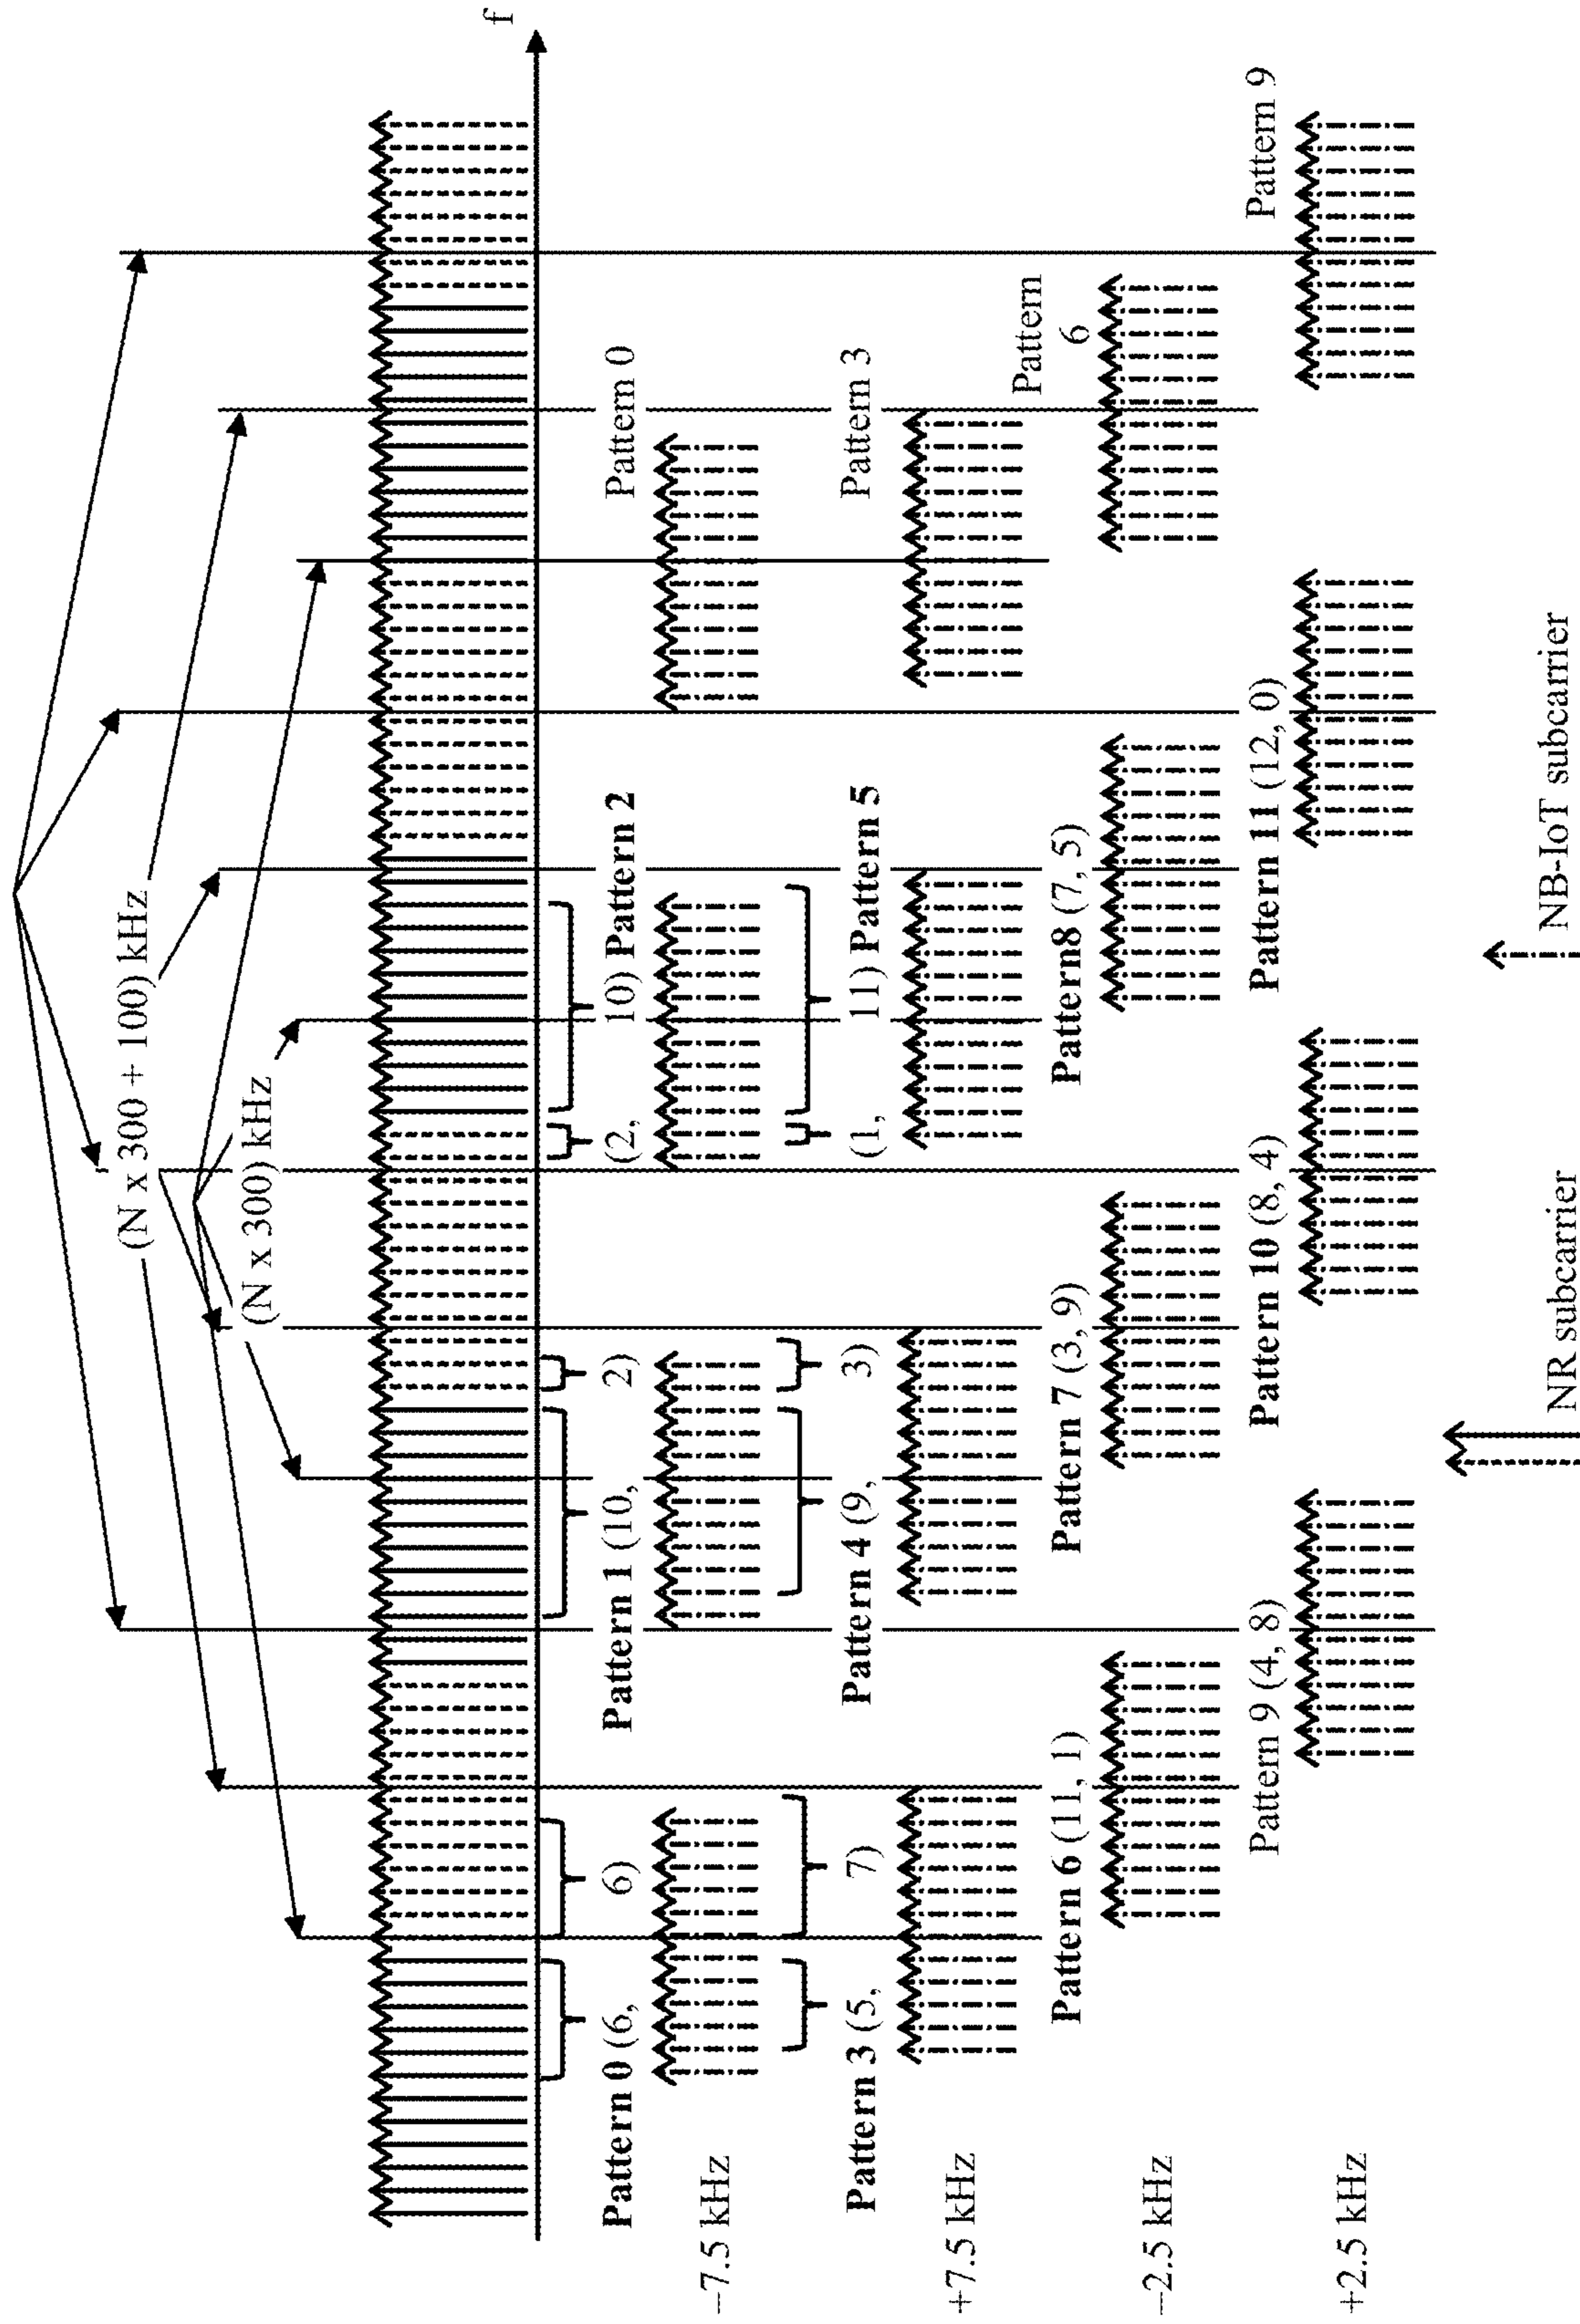 f
(N x 300 + 100) kHz
(N x 300) kHz
Pattern 0 (6,
6)
Pattern 1 (10,
2)
(2,
10) Pattern 2
Pattern 0
−7.5 kHz
Pattern 3 (5,
7)
Pattern 4 (9,
3)
(1,
11) Pattern 5
Pattern 3
+7.5 kHz
Pattern 6 (11, 1)
Pattern 7 (3, 9)
Pattern8 (7, 5)
Pattern
6
−2.5 kHz
Pattern 9 (4, 8)
Pattern 10 (8, 4)
Pattern 11 (12, 0)
Pattern 9
+2.5 kHz
NR subcarrier
NB-IoT subcarrier